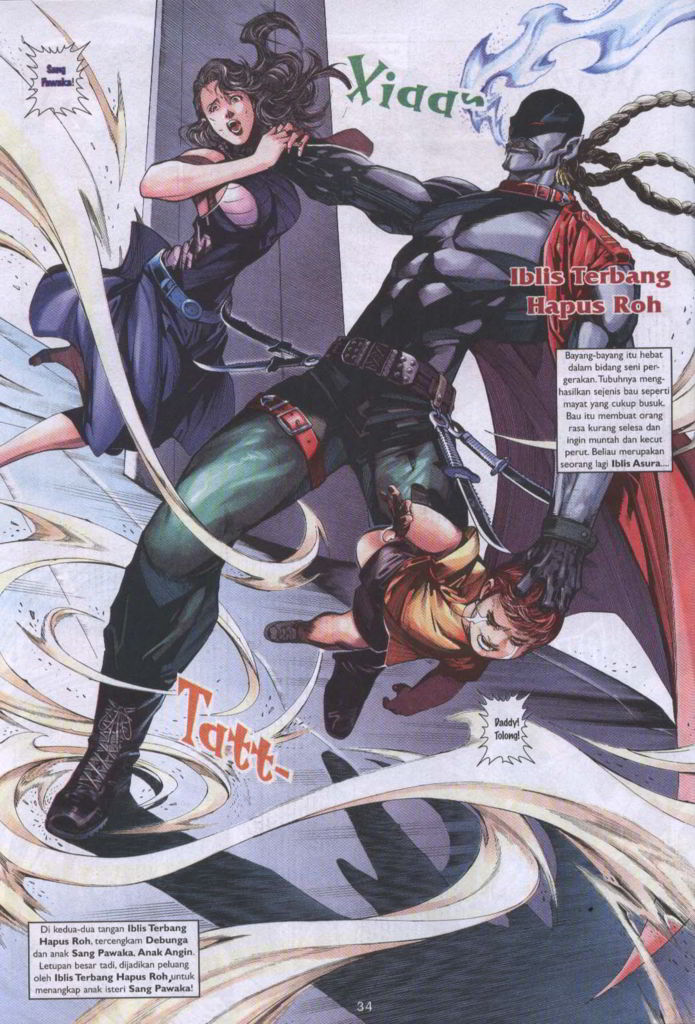 Sang
Pawaka!
Xiaa~
Iblis Terbang
Hapus Roh
Bayang-bayang itu hebat
dalam bidang seni per-
gerakan. Tubuhnya meng-
hasilkan sejenis bau seperti
mayat yang cukup busuk.
Bau itu membuat orang
rasa kurang selesa dan
ingin muntah dan kecut
perut. Beliau merupakan
seorang lagi Iblis Asura....
Tatt-
Daddy!
Tolong!
Di kedua-dua tangan Iblis Terbang
Hapus Roh, tercengkam Debunga
dan anak Sang Pawaka, Anak Angin.
Letupan besar tadi, dijadikan peluang
oleh Iblis Terbang Hapus Roh untuk
menangkap anak isteri Sang Pawaka!
34